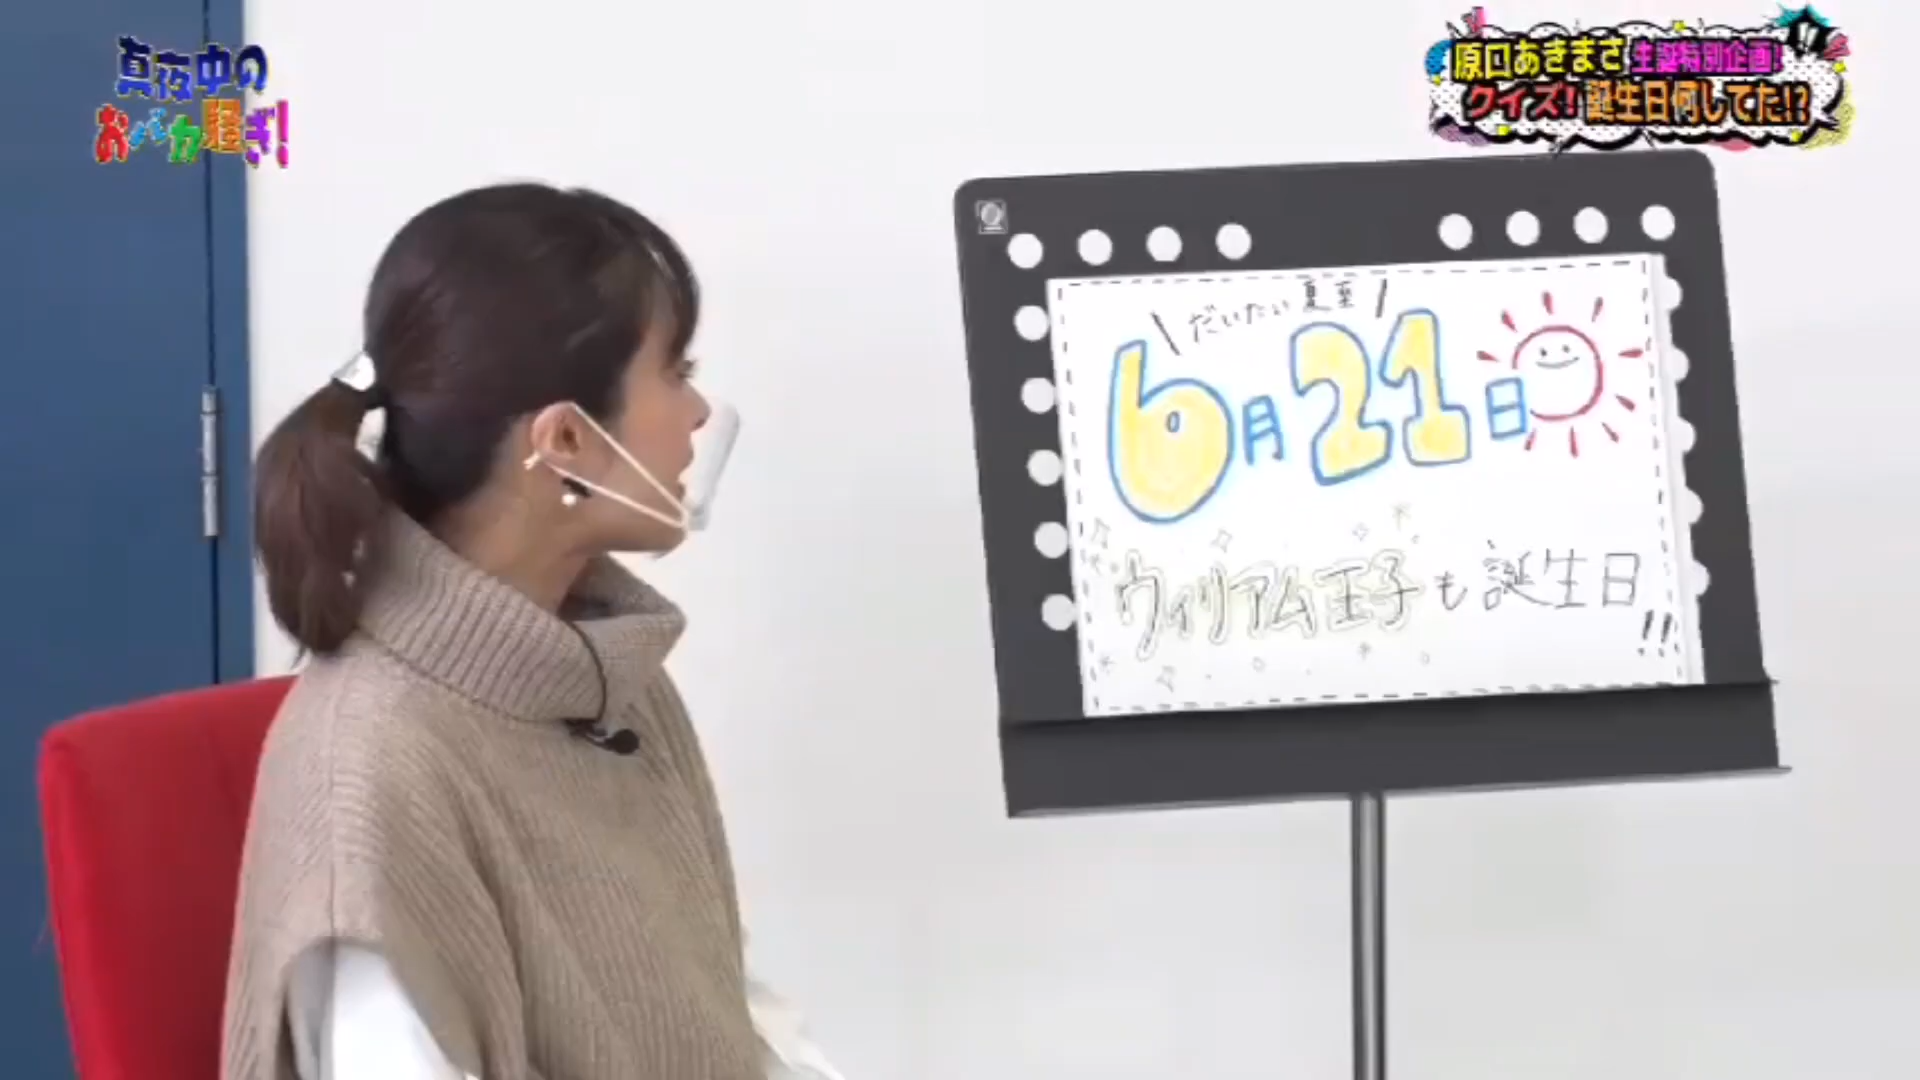 真夜中の
おバカ騒ぎ!
原口あきまさ 生誕特別企画!
クイズ!誕生日何してた!?
\だいたい夏至/
6月21日
ウィリアム王子も誕生日!!